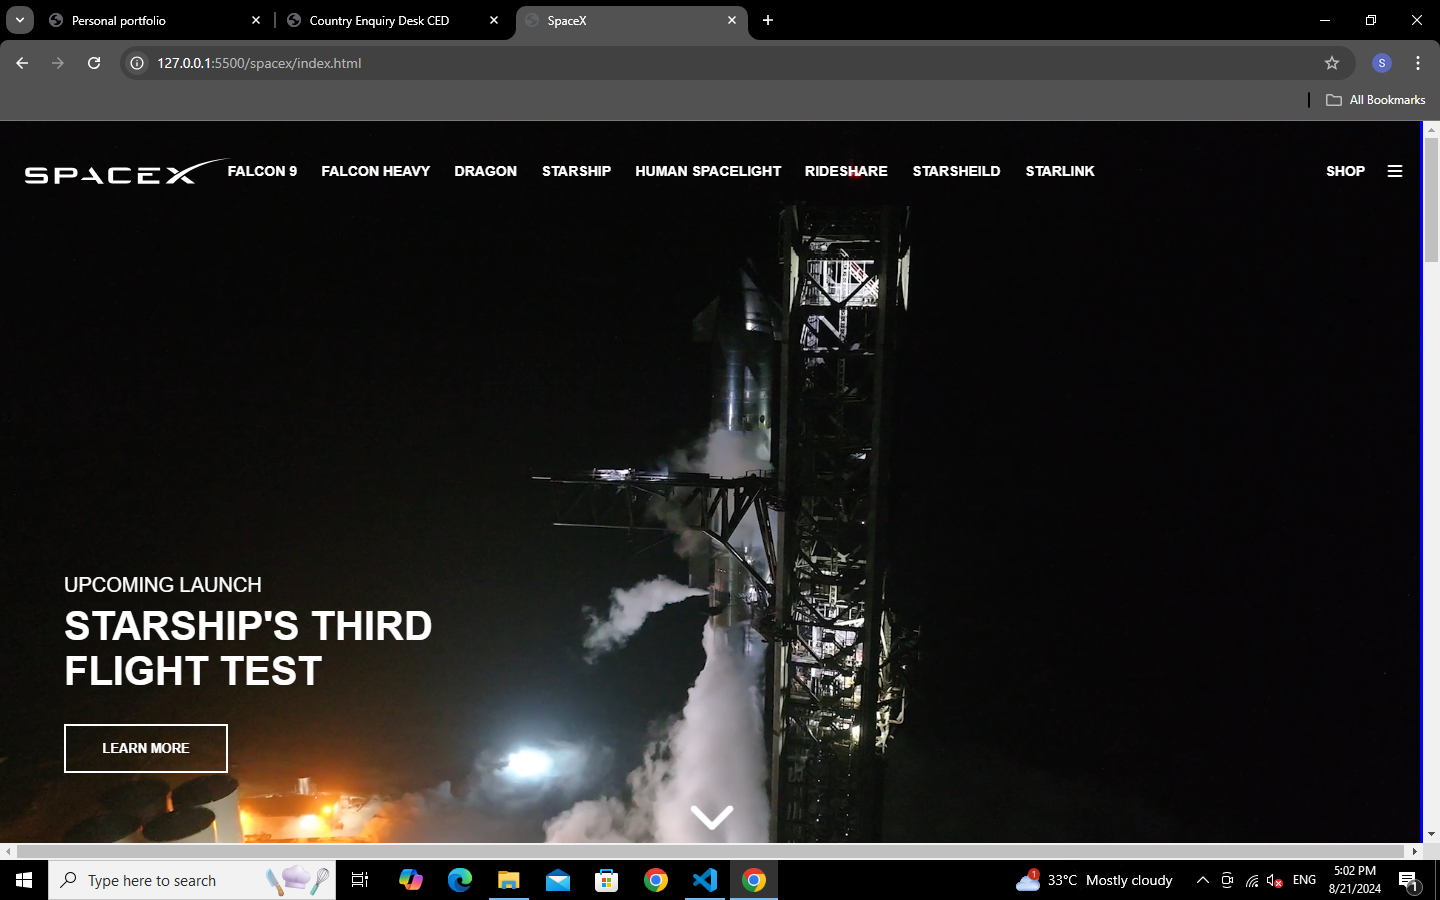 Personal portfolio
Country Enquiry Desk CED
SpaceX
127.0.0.1:5500/spacex/index.html
S
All Bookmarks
SPACEX
FALCON 9
FALCON HEAVY
DRAGON
STARSHIP
HUMAN SPACELIGHT
RIDESHARE
STARSHEILD
STARLINK
SHOP
UPCOMING LAUNCH
STARSHIP'S THIRD
FLIGHT TEST
LEARN MORE
Type here to search
1
33°C Mostly cloudy
ENG
5:02 PM
8/21/2024
1